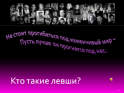 Не стоит прогибаться под изменчивый мир –
Пусть лучше он прогнется под нас.
Кто такие левши?